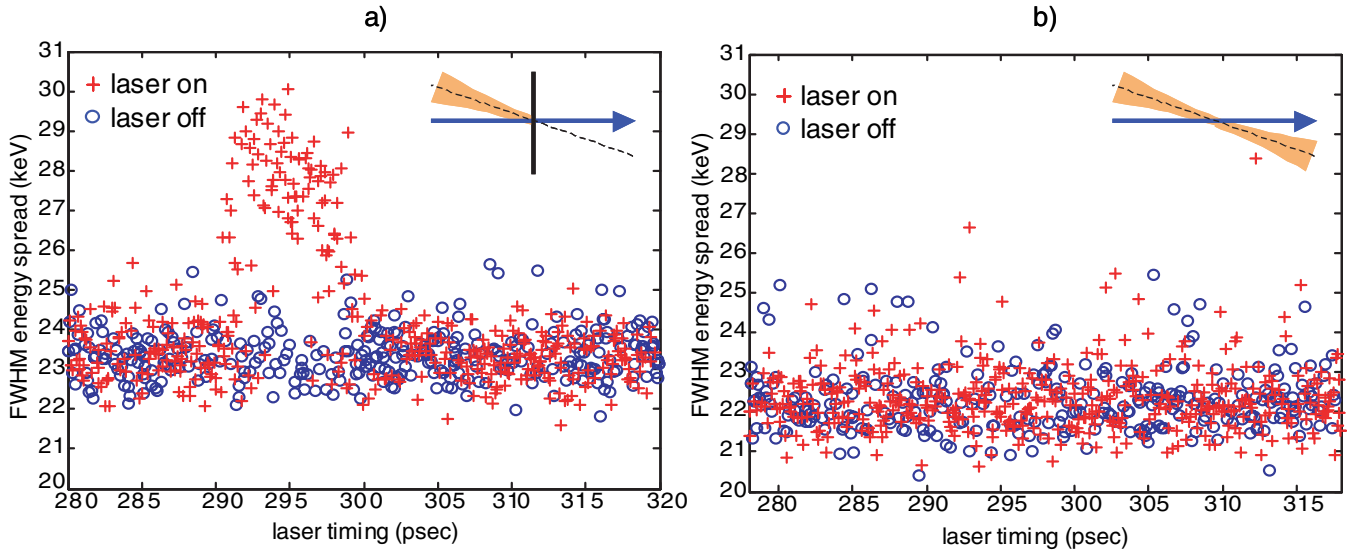 a)
b)
31
30
29
28
27
26
25
24
23
22
21
20
FWHM energy spread (keV)
+ laser on
o laser off
280 285 290 295 300 305 310 315 320
laser timing (psec)
31
30
29
28
27
26
25
24
23
22
21
20
FWHM energy spread (keV)
+ laser on
o laser off
280 285 290 295 300 305 310 315
laser timing (psec)